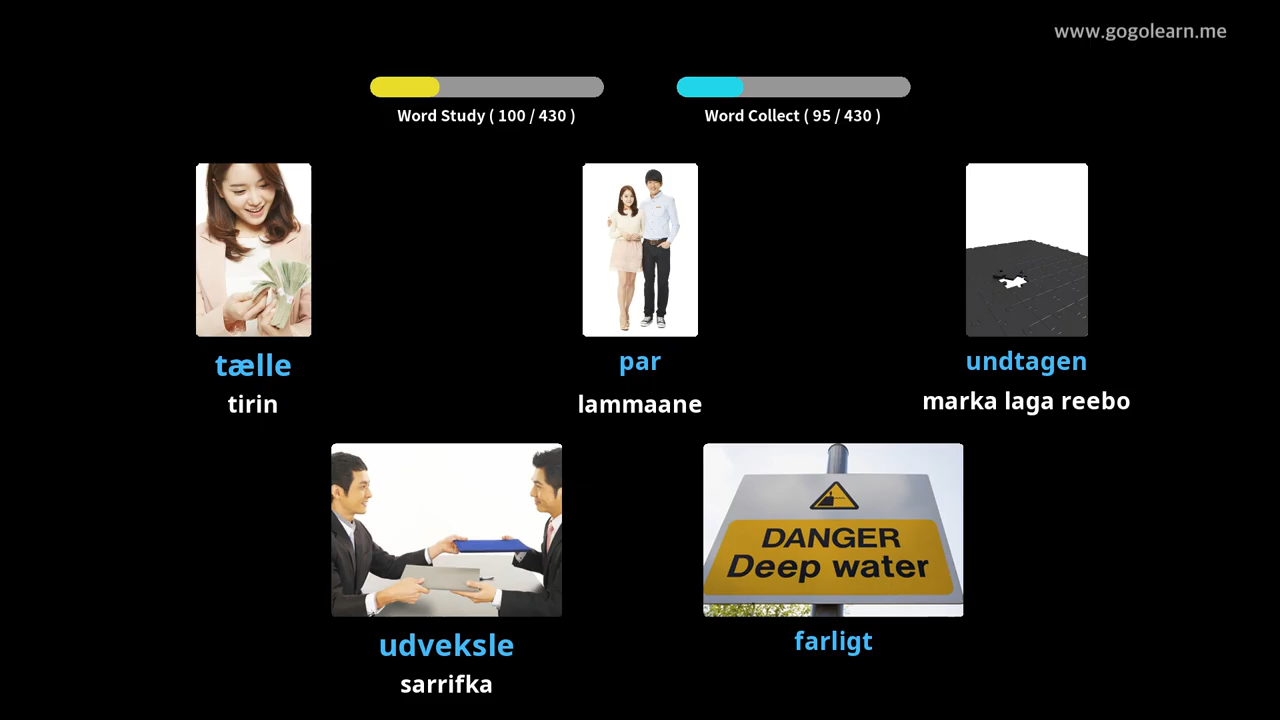 www.gogolearn.me
Word Study ( 100 / 430 )
Word Collect ( 95 / 430 )
tælle
tirin
par
lammaane
undtagen
marka laga reebo
DANGER
Deep water
udveksle
sarrifka
farligt